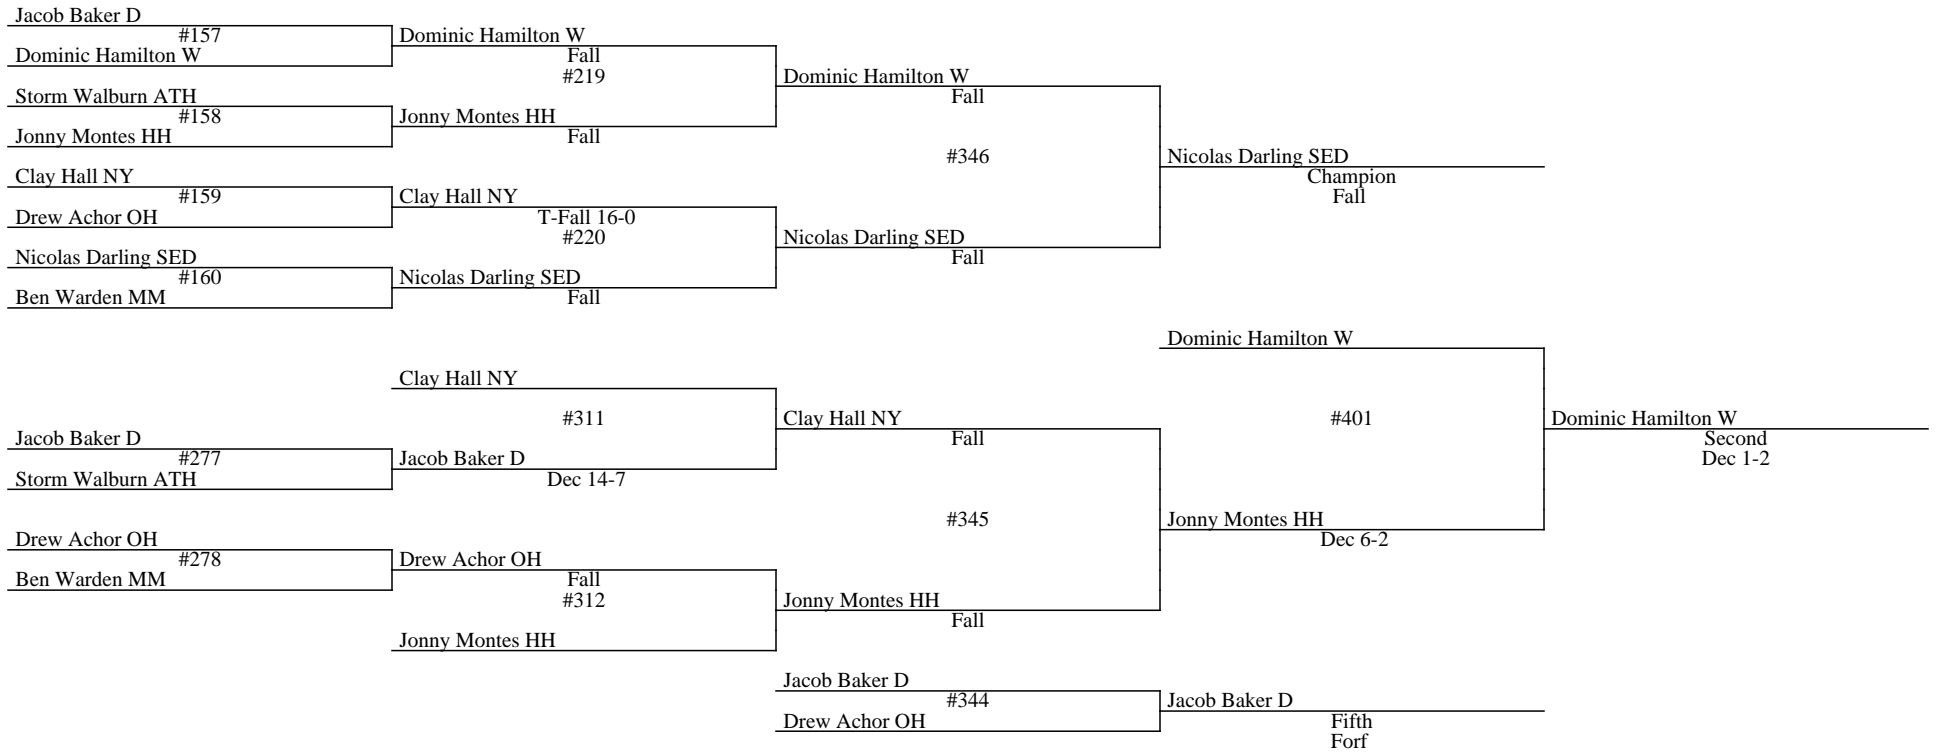 Jacob Baker D
#157
Dominic Hamilton W
Dominic Hamilton W
Fall
#219
Storm Walburn ATH
#158
Jonny Montes HH
Jonny Montes HH
Fall
Dominic Hamilton W
Fall
#346
Clay Hall NY
#159
Drew Achor OH
Clay Hall NY
T-Fall 16-0
#220
Nicolas Darling SED
#160
Ben Warden MM
Nicolas Darling SED
Fall
Nicolas Darling SED
Fall
Nicolas Darling SED
Champion
Fall
Clay Hall NY
#311
Jacob Baker D
#277
Storm Walburn ATH
Jacob Baker D
Dec 14-7
Clay Hall NY
Fall
#345
Drew Achor OH
#278
Ben Warden MM
Drew Achor OH
Fall
#312
Jonny Montes HH
Jonny Montes HH
Fall
Dominic Hamilton W
#401
Jonny Montes HH
Dec 6-2
Dominic Hamilton W
Second
Dec 1-2
Jacob Baker D
#344
Drew Achor OH
Jacob Baker D
Fifth
Forf